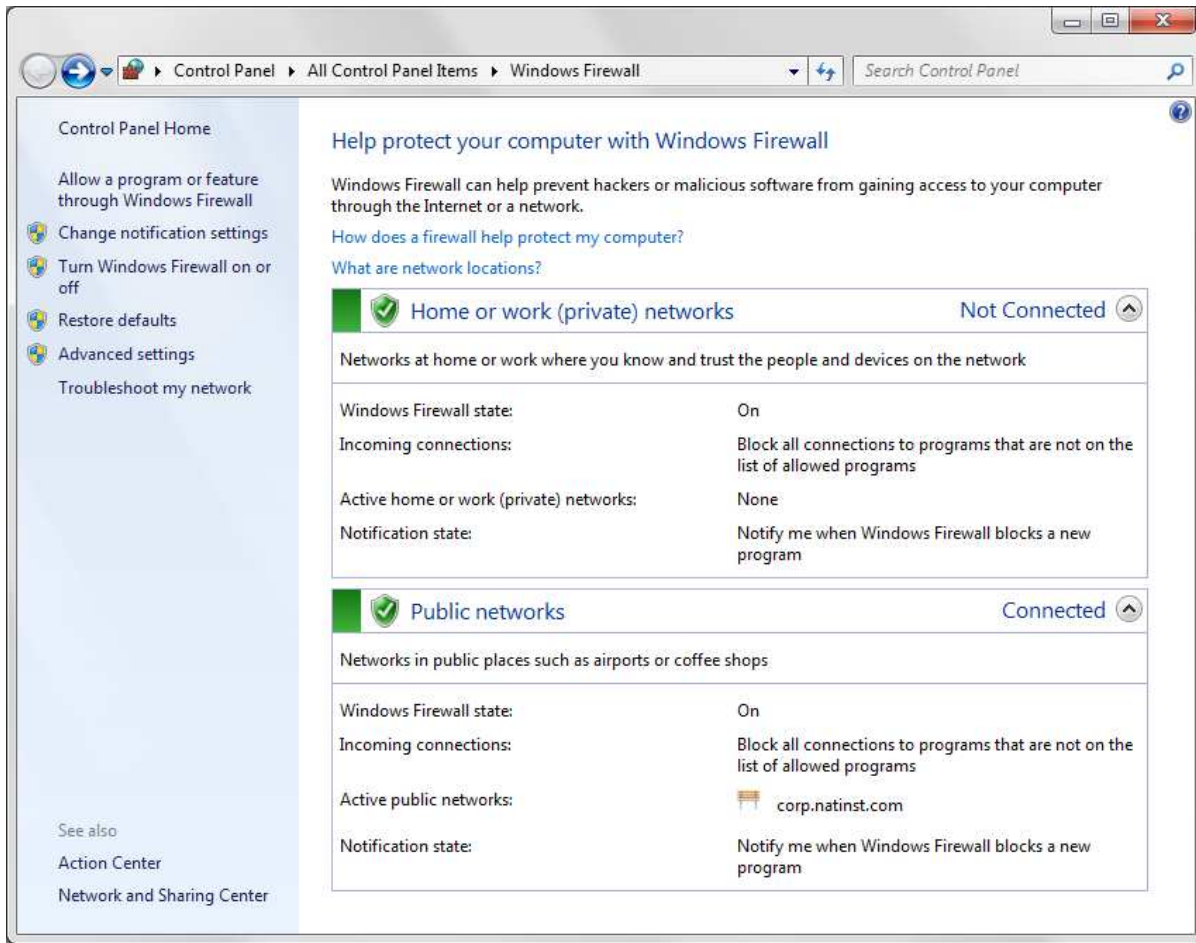 Control Panel ▸ All Control Panel Items ▸ Windows Firewall
Search Control Panel
Control Panel Home
Allow a program or feature
through Windows Firewall
Change notification settings
Turn Windows Firewall on or
off
Restore defaults
Advanced settings
Troubleshoot my network
See also
Action Center
Network and Sharing Center
Help protect your computer with Windows Firewall
Windows Firewall can help prevent hackers or malicious software from gaining access to your computer
through the Internet or a network.
How does a firewall help protect my computer?
What are network locations?
Home or work (private) networks Not Connected
Networks at home or work where you know and trust the people and devices on the network
Windows Firewall state: On
Incoming connections: Block all connections to programs that are not on the
list of allowed programs
Active home or work (private) networks: None
Notification state: Notify me when Windows Firewall blocks a new
program
Public networks Connected
Networks in public places such as airports or coffee shops
Windows Firewall state: On
Incoming connections: Block all connections to programs that are not on the
list of allowed programs
Active public networks: corp.natinst.com
Notification state: Notify me when Windows Firewall blocks a new
program